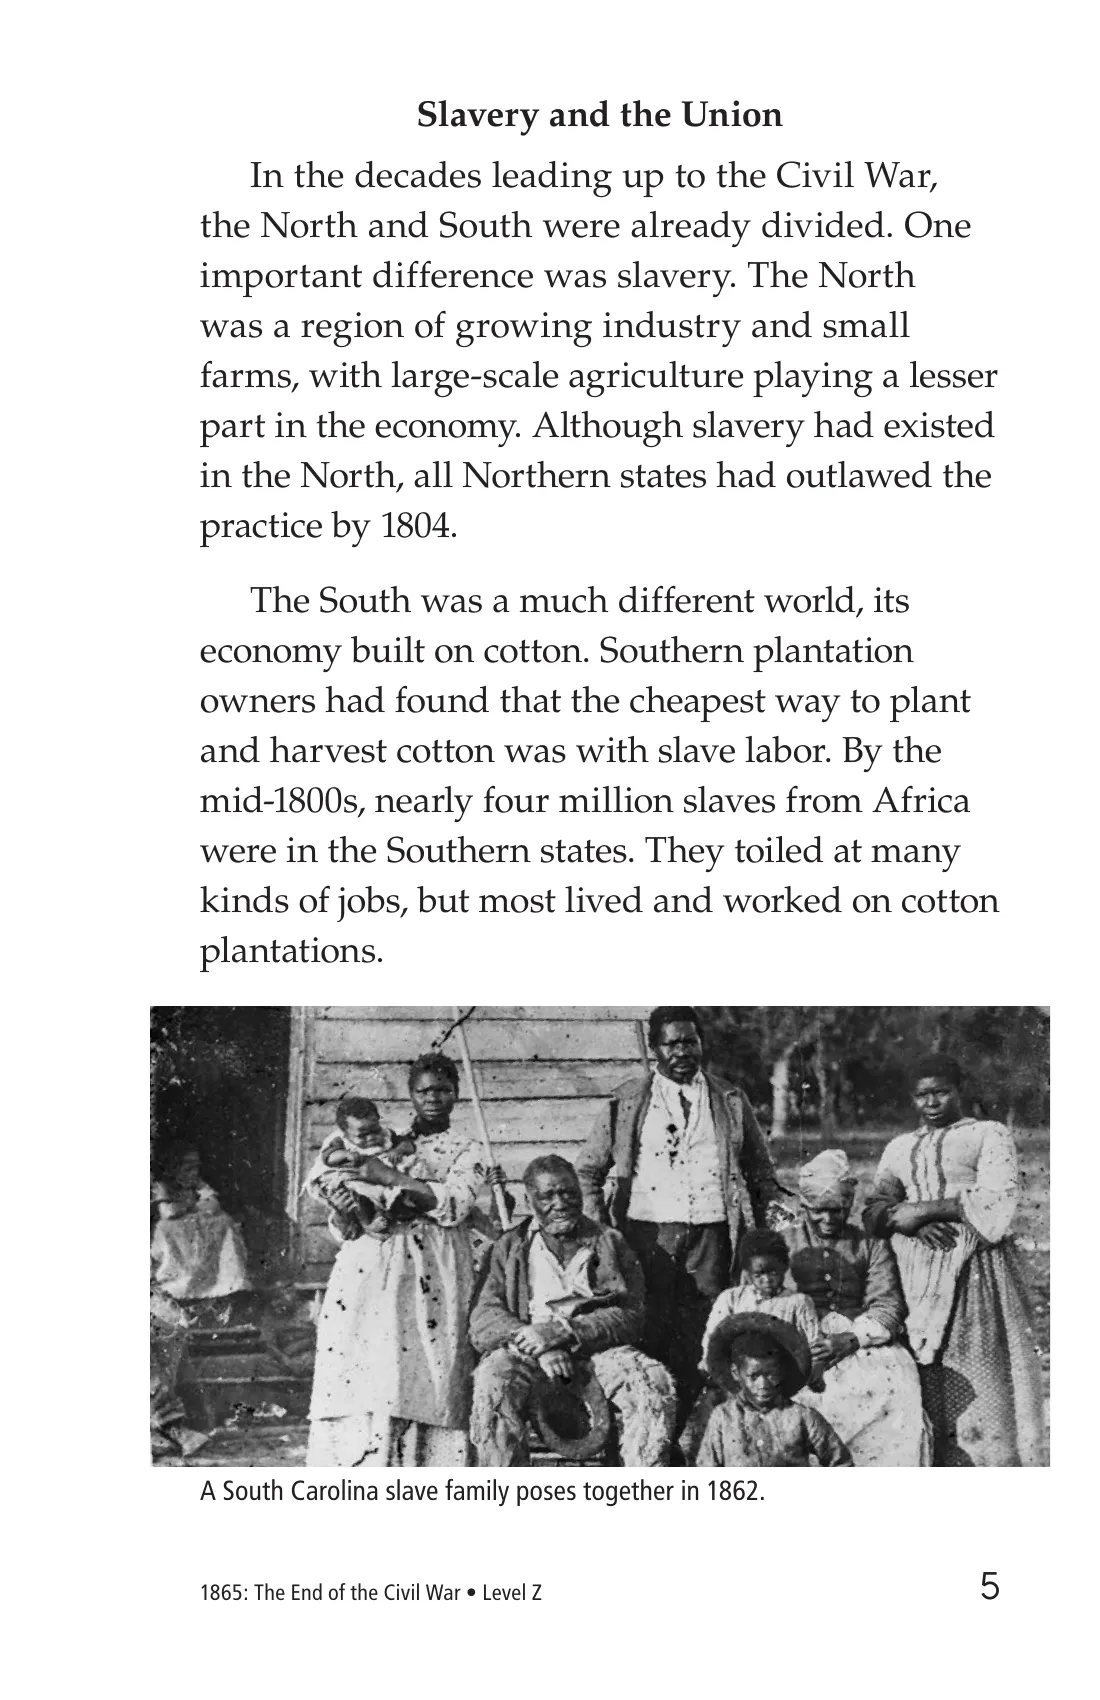 Slavery and the Union
In the decades leading up to the Civil War,
the North and South were already divided. One
important difference was slavery. The North
was a region of growing industry and small
farms, with large-scale agriculture playing a lesser
part in the economy. Although slavery had existed
in the North, all Northern states had outlawed the
practice by 1804.
The South was a much different world, its
economy built on cotton. Southern plantation
owners had found that the cheapest way to plant
and harvest cotton was with slave labor. By the
mid-1800s, nearly four million slaves from Africa
were in the Southern states. They toiled at many
kinds of jobs, but most lived and worked on cotton
plantations.
A South Carolina slave family poses together in 1862.
1865: The End of the Civil War • Level Z
5